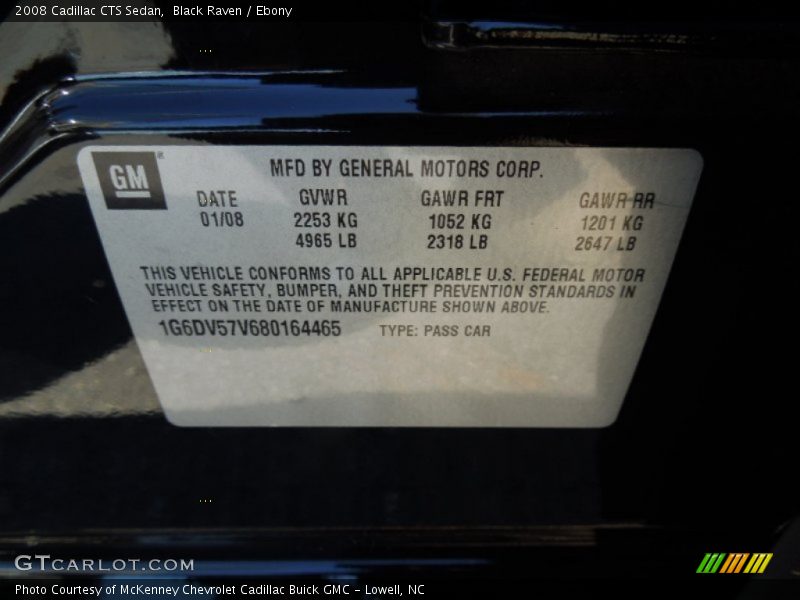 2008 Cadillac CTS Sedan, Black Raven / Ebony
GM
MFD BY GENERAL MOTORS CORP.
DATE GVWR GAWR FRT GAWR RR
01/08 2253 KG 1052 KG 1201 KG
4965 LB 2318 LB 2647 LB
THIS VEHICLE CONFORMS TO ALL APPLICABLE U.S. FEDERAL MOTOR
VEHICLE SAFETY, BUMPER, AND THEFT PREVENTION STANDARDS IN
EFFECT ON THE DATE OF MANUFACTURE SHOWN ABOVE.
1G6DV57V680164465 TYPE: PASS CAR
GTCARLOT.COM
Photo Courtesy of McKenney Chevrolet Cadillac Buick GMC - Lowell, NC